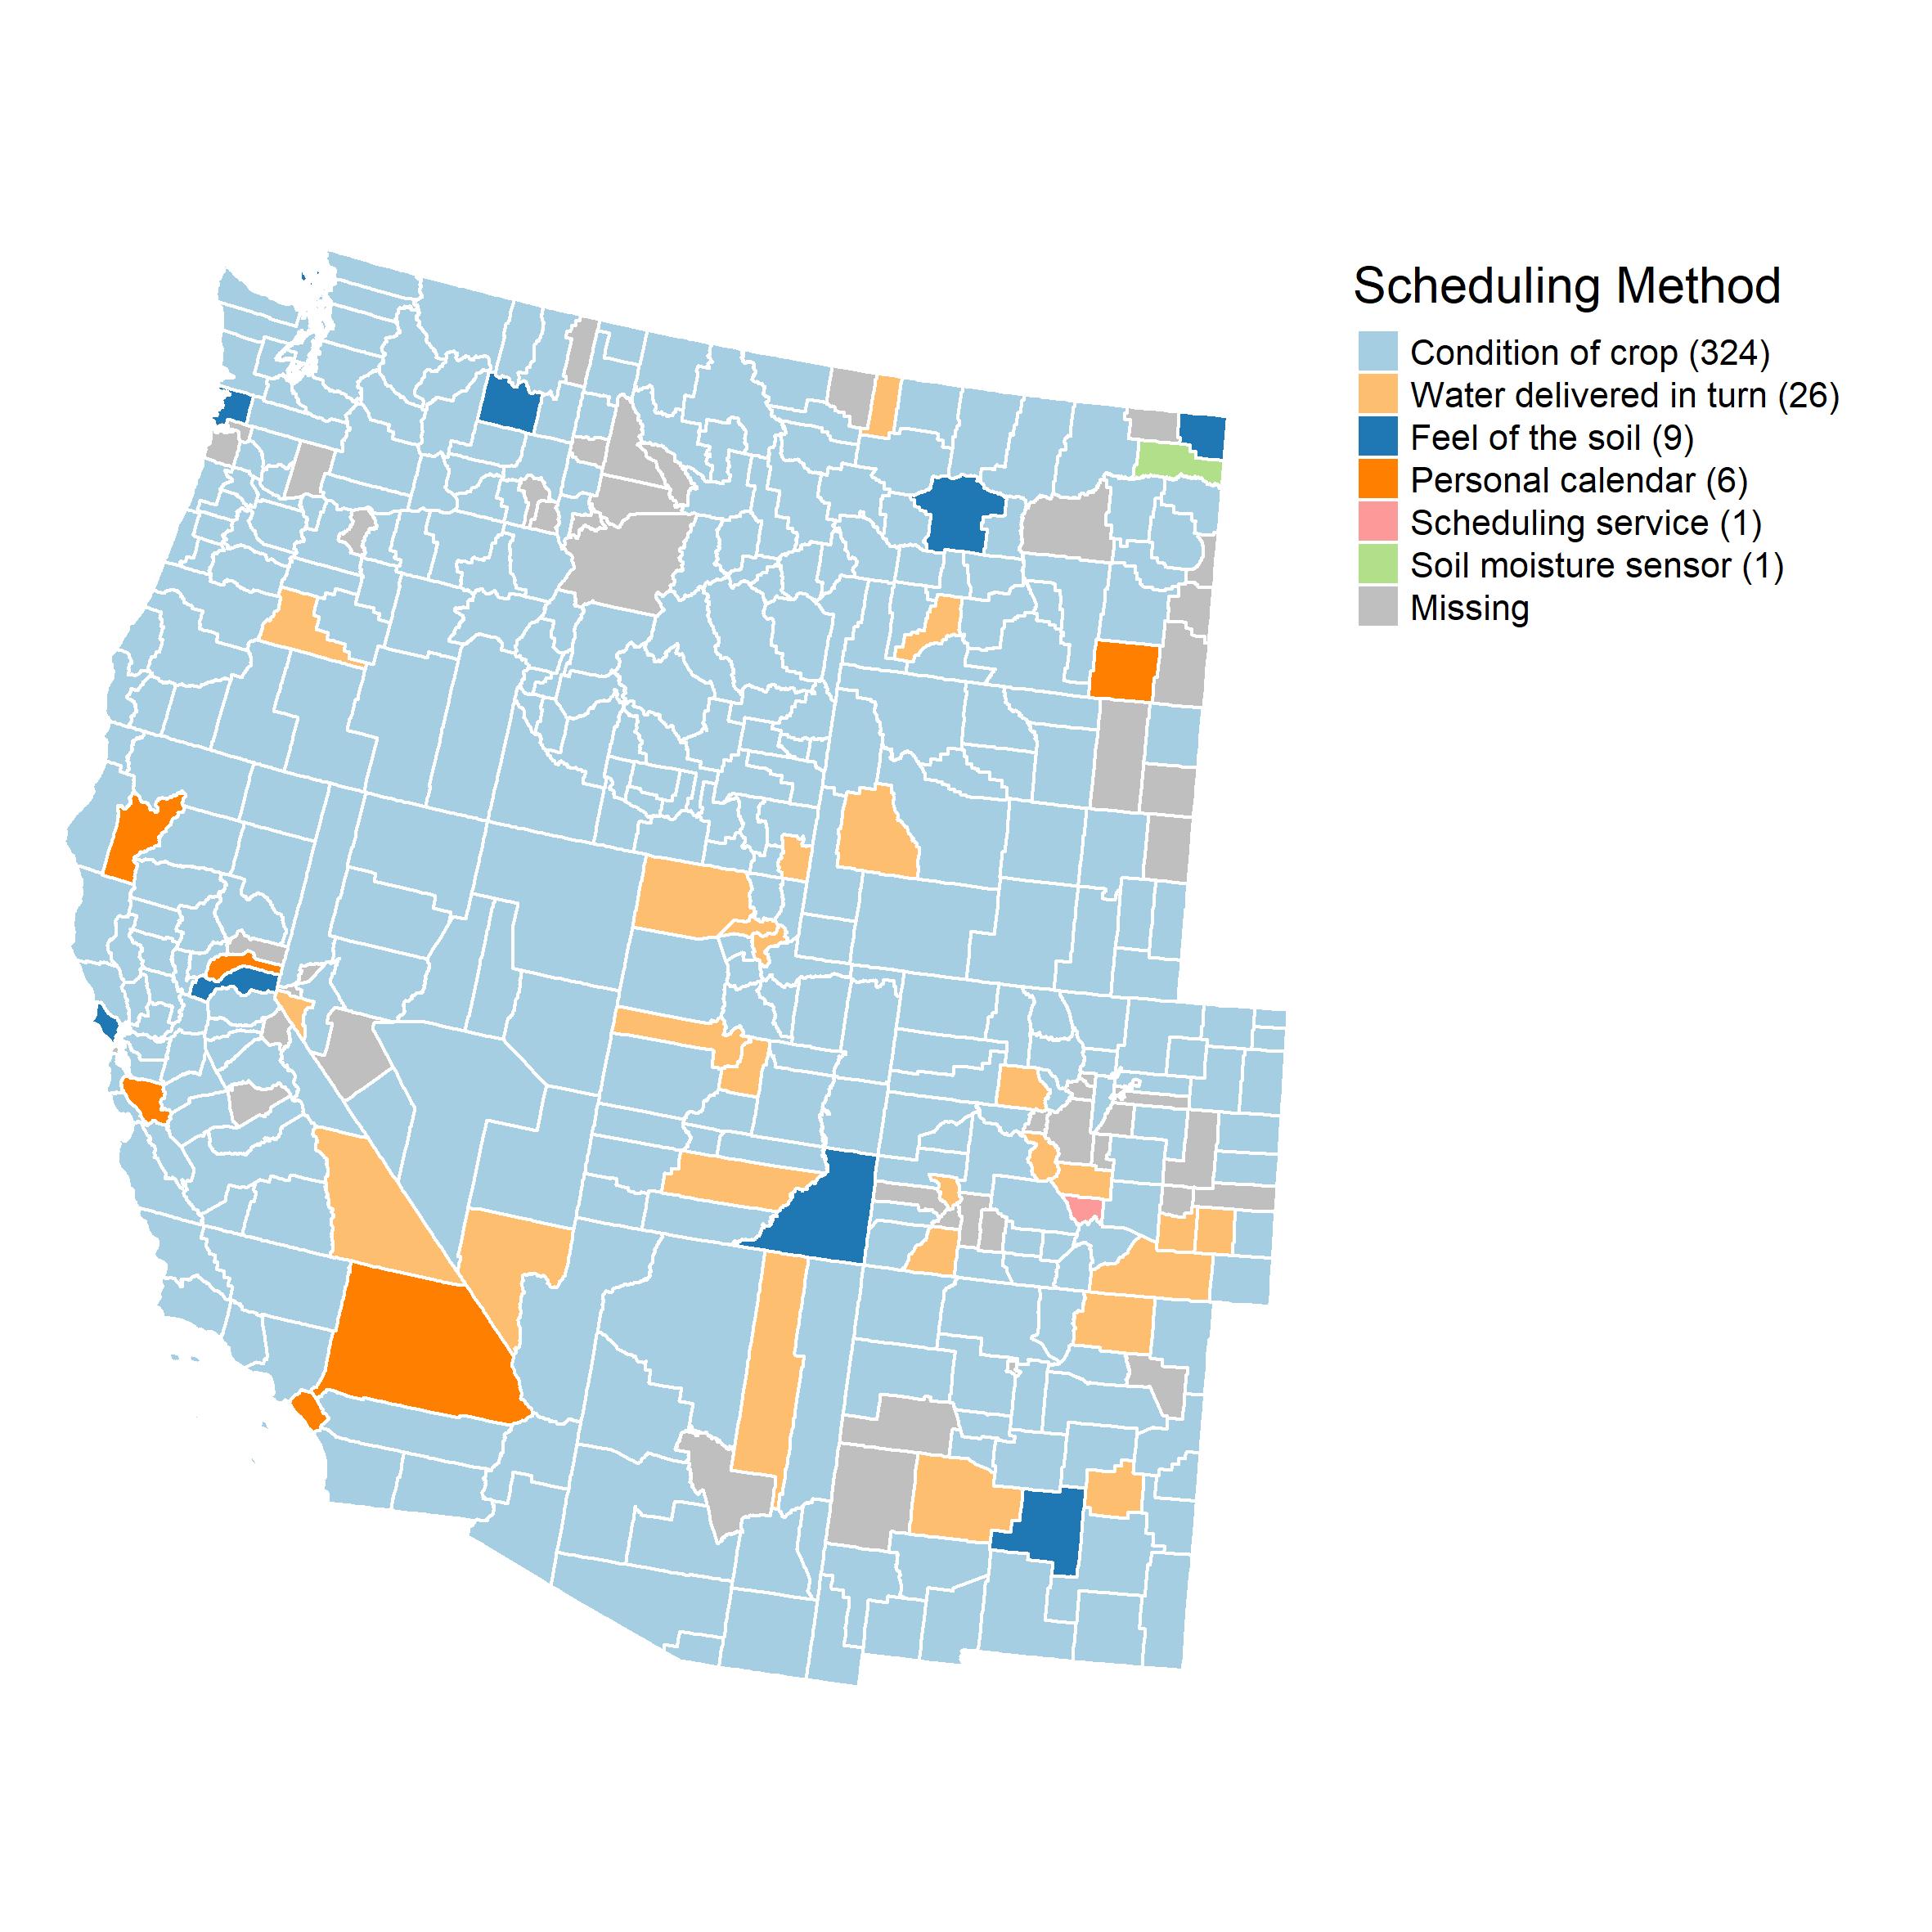 Scheduling Method
Condition of crop (324)
Water delivered in turn (26)
Feel of the soil (9)
Personal calendar (6)
Scheduling service (1)
Soil moisture sensor (1)
Missing